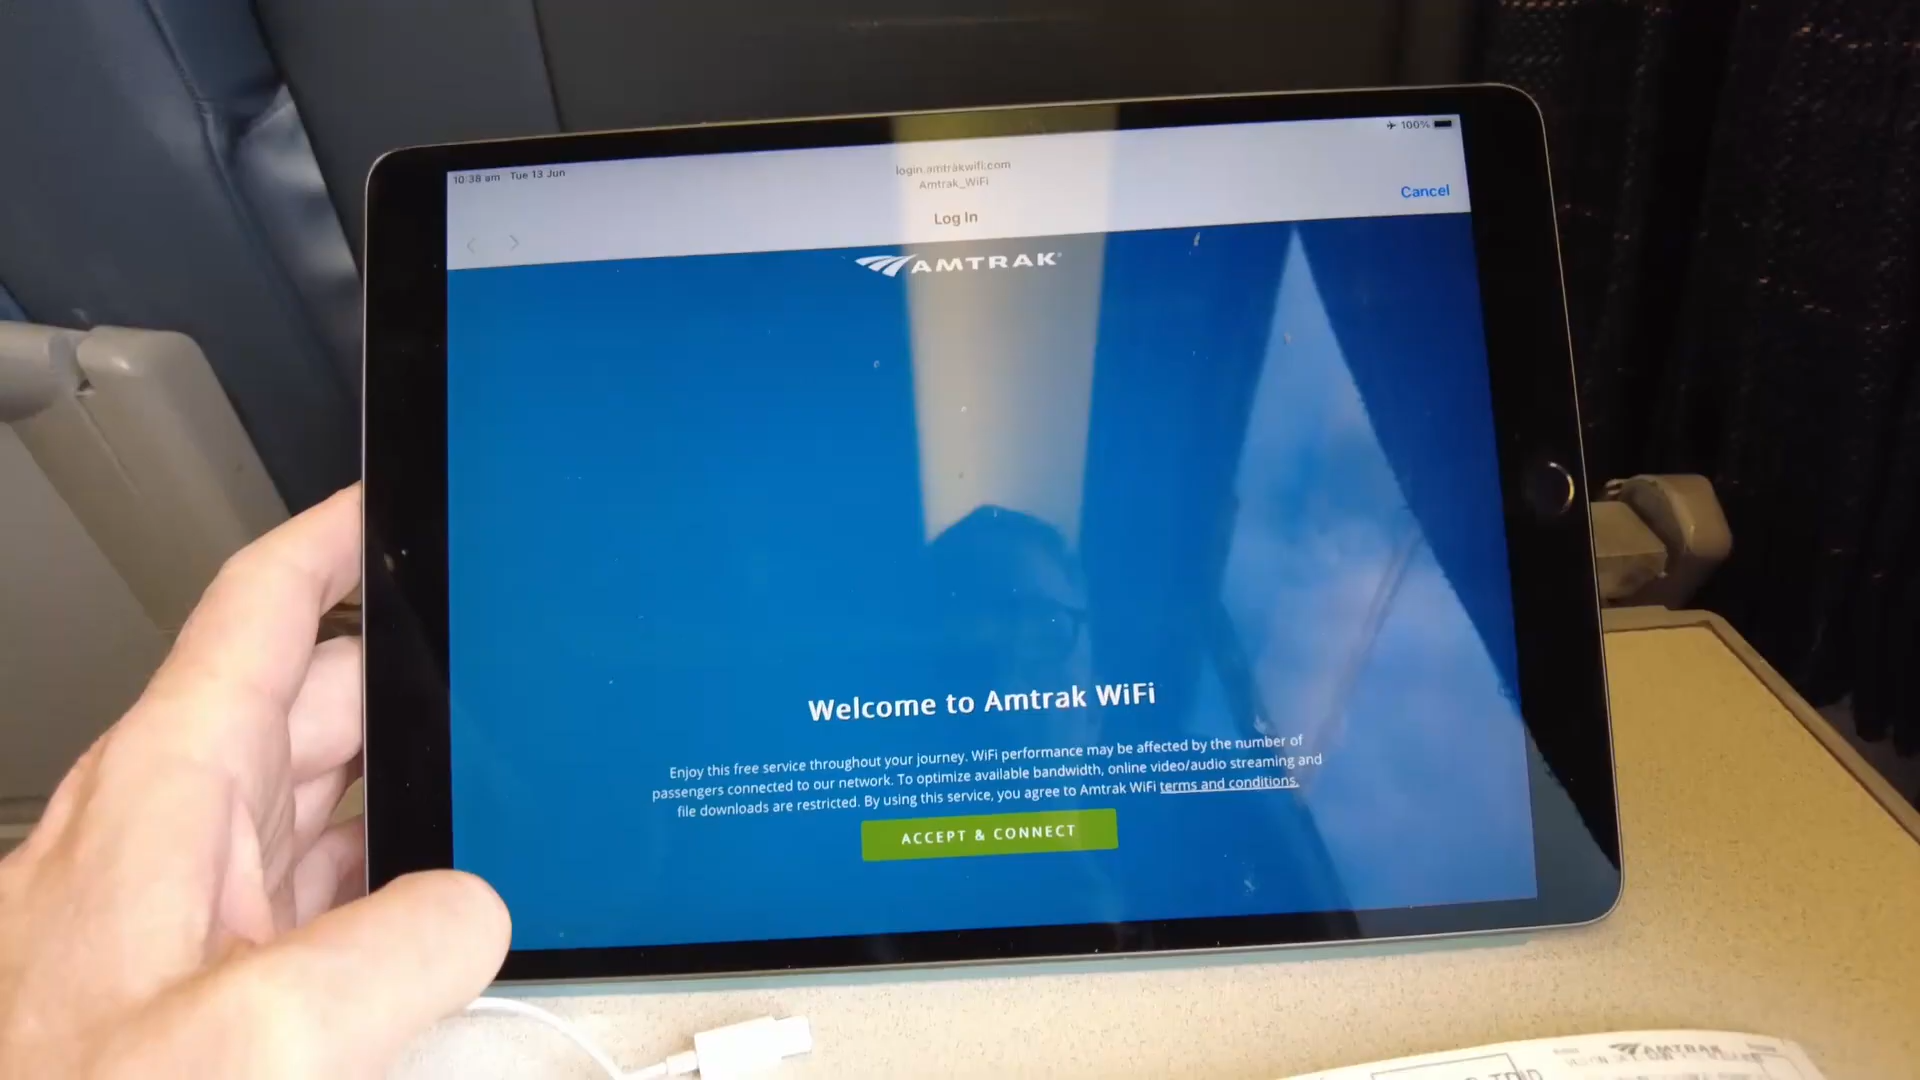 10:38 am Tue 13 Jun
100%
login.amtrakwifi.com
Amtrak_WiFi
Cancel
Log In
AMTRAK
Welcome to Amtrak WiFi
Enjoy this free service throughout your journey. WiFi performance may be affected by the number of
passengers connected to our network. To optimize available bandwidth, online video/audio streaming and
file downloads are restricted. By using this service, you agree to Amtrak WiFi terms and conditions.
ACCEPT & CONNECT
AMTRAK